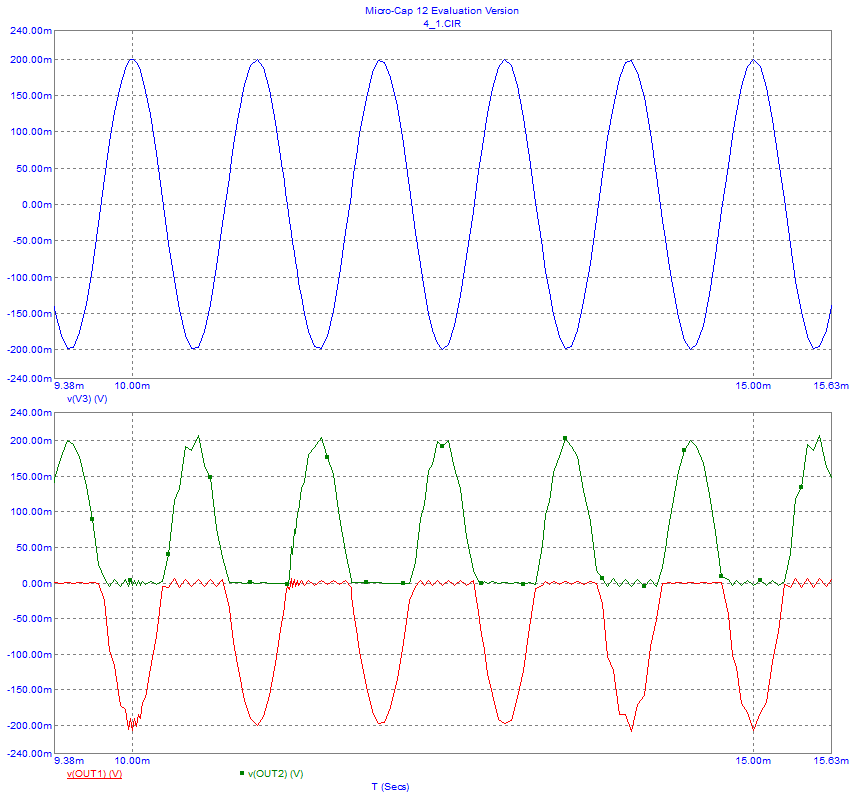 Micro-Cap 12 Evaluation Version
4_1.CIR
240.00m
200.00m
150.00m
100.00m
50.00m
0.00m
-50.00m
-100.00m
-150.00m
-200.00m
-240.00m
9.38m 10.00m 15.00m 15.63m
v(V3) (V)
240.00m
200.00m
150.00m
100.00m
50.00m
0.00m
-50.00m
-100.00m
-150.00m
-200.00m
-240.00m
9.38m 10.00m 15.00m 15.63m
v(OUT1) (V) v(OUT2) (V)
T (Secs)